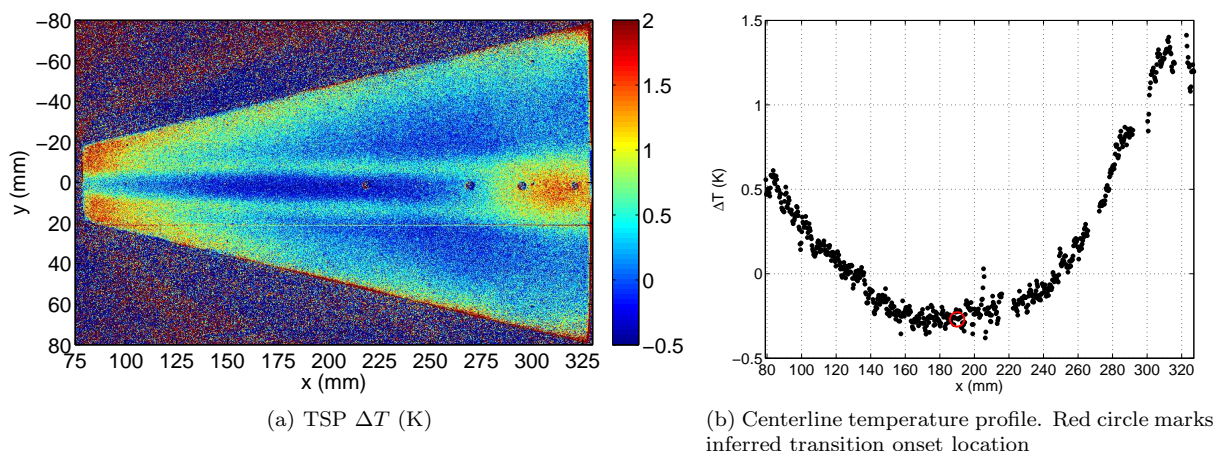 −80
−60
−40
−20
0
20
40
60
80
y (mm)
75 100 125 150 175 200 225 250 275 300 325
x (mm)
2
1.5
1
0.5
0
−0.5
(a) TSP ΔT (K)
1.5
1
0.5
0
−0.5
ΔT (K)
80 100 120 140 160 180 200 220 240 260 280 300 320
x (mm)
(b) Centerline temperature profile. Red circle marks
inferred transition onset location